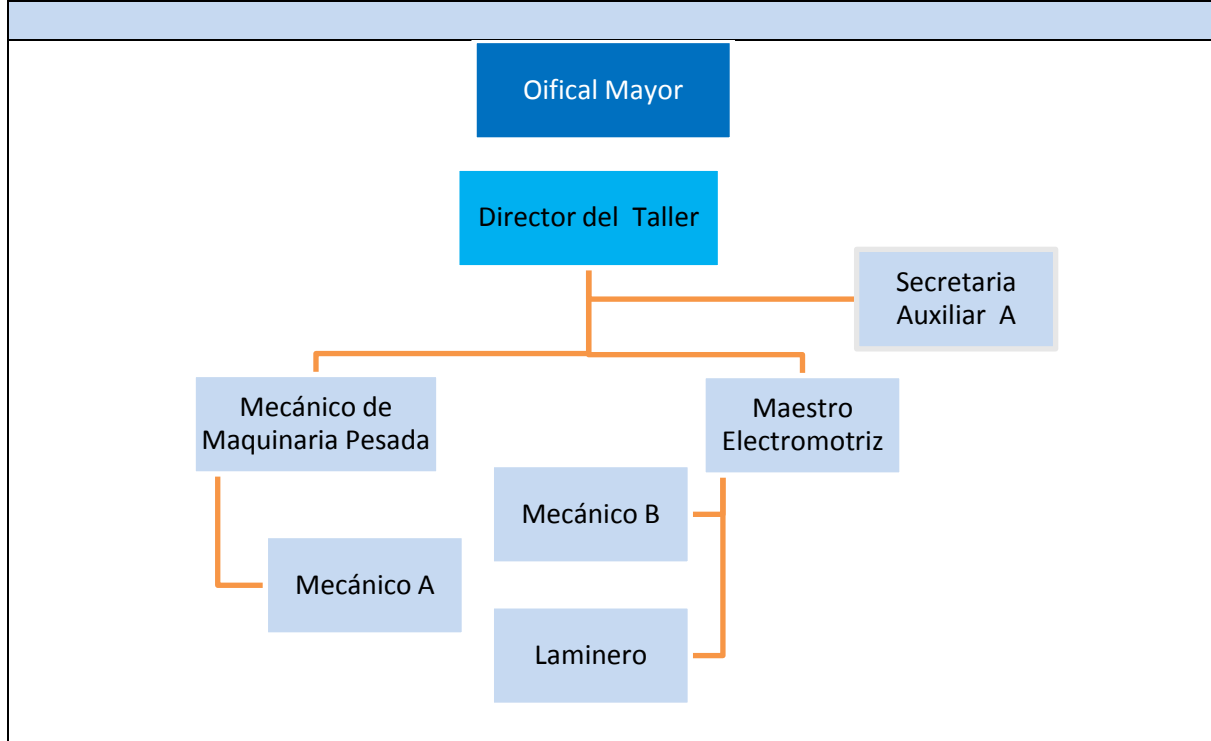 Oifical Mayor
Director del Taller
Secretaria
Auxiliar A
Mecánico de
Maquinaria Pesada
Maestro
Electromotriz
Mecánico B
Mecánico A
Laminero